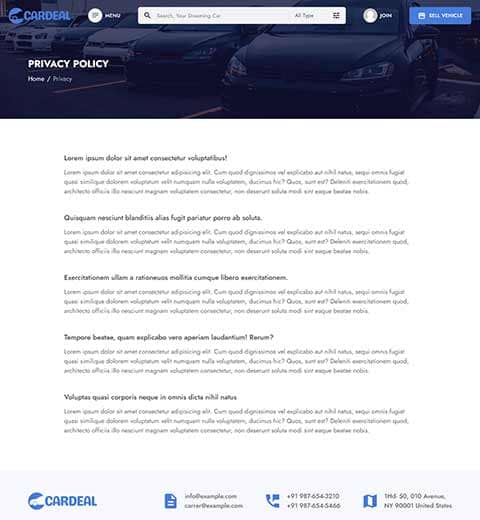 CARDEAL
MENU
Search, Your Dreaming Car
All Type
JOIN
SELL VEHICLE
PRIVACY POLICY
Home / Privacy
Lorem ipsum dolor sit amet consectetur voluptatibus!
Lorem ipsum dolor sit amet consectetur adipisicing elit. Cum quod dignissimos vel explicabo aut nihil natus, sequi omnis fugiat
quasi similique dolorem voluptatum velit numquam nulla voluptatem, ducimus hic? Quos, sunt est? Deleniti exercitationem quod,
architecto officiis illo nesciunt magnam voluptatem consectetur, non deserunt soluta modi sint eaque beatae nobis.
Quisquam nesciunt blanditiis alias fugit pariatur porro ab soluta.
Lorem ipsum dolor sit amet consectetur adipisicing elit. Cum quod dignissimos vel explicabo aut nihil natus, sequi omnis fugiat
quasi similique dolorem voluptatum velit numquam nulla voluptatem, ducimus hic? Quos, sunt est? Deleniti exercitationem quod,
architecto officiis illo nesciunt magnam voluptatem consectetur, non deserunt soluta modi sint eaque beatae nobis.
Exercitationem ullam a rationeuos mollitia cumque libero exercitationem.
Lorem ipsum dolor sit amet consectetur adipisicing elit. Cum quod dignissimos vel explicabo aut nihil natus, sequi omnis fugiat
quasi similique dolorem voluptatum velit numquam nulla voluptatem, ducimus hic? Quos, sunt est? Deleniti exercitationem quod,
architecto officiis illo nesciunt magnam voluptatem consectetur, non deserunt soluta modi sint eaque beatae nobis.
Tempore beatae, quam explicabo vero aperiam laudantium! Rerum?
Lorem ipsum dolor sit amet consectetur adipisicing elit. Cum quod dignissimos vel explicabo aut nihil natus, sequi omnis fugiat
quasi similique dolorem voluptatum velit numquam nulla voluptatem, ducimus hic? Quos, sunt est? Deleniti exercitationem quod,
architecto officiis illo nesciunt magnam voluptatem consectetur, non deserunt soluta modi sint eaque beatae nobis.
Voluptas quasi corporis neque in omnis dicta nihil natus
Lorem ipsum dolor sit amet consectetur adipisicing elit. Cum quod dignissimos vel explicabo aut nihil natus, sequi omnis fugiat
quasi similique dolorem voluptatum velit numquam nulla voluptatem, ducimus hic? Quos, sunt est? Deleniti exercitationem quod,
architecto officiis illo nesciunt magnam voluptatem consectetur, non deserunt soluta modi sint eaque beatae nobis.
CARDEAL
info@example.com
carrer@example.com
+91 987-654-3210
+91 987-654-5466
1Hd- 50, 010 Avenue,
NY 90001 United States